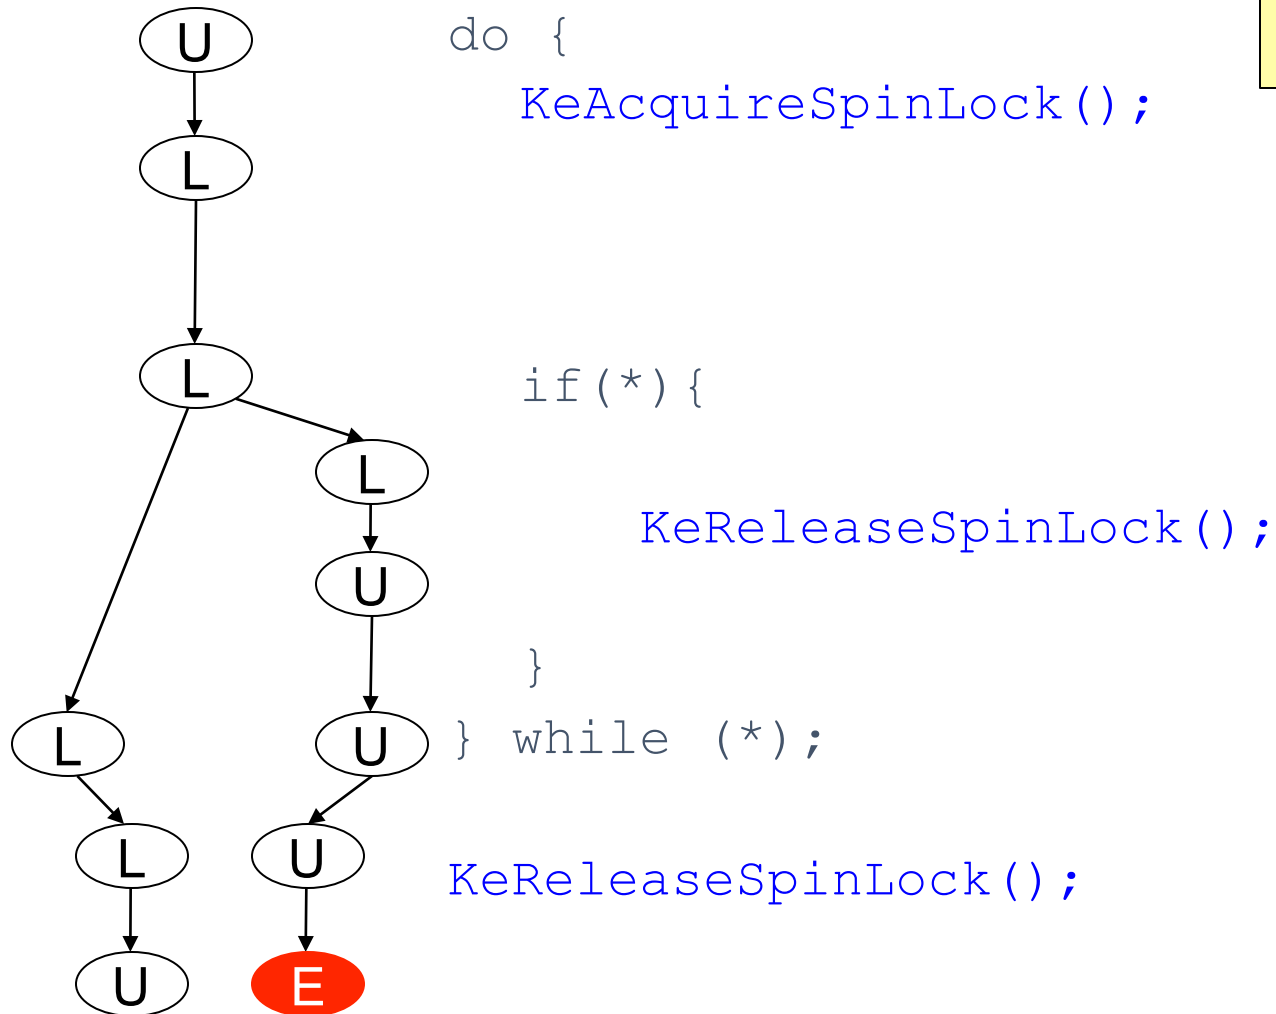 U
do {
KeAcquireSpinLock();
L
L
if(*){
L
KeReleaseSpinLock();
U
}
L
U
} while (*);
L
U
KeReleaseSpinLock();
U
E